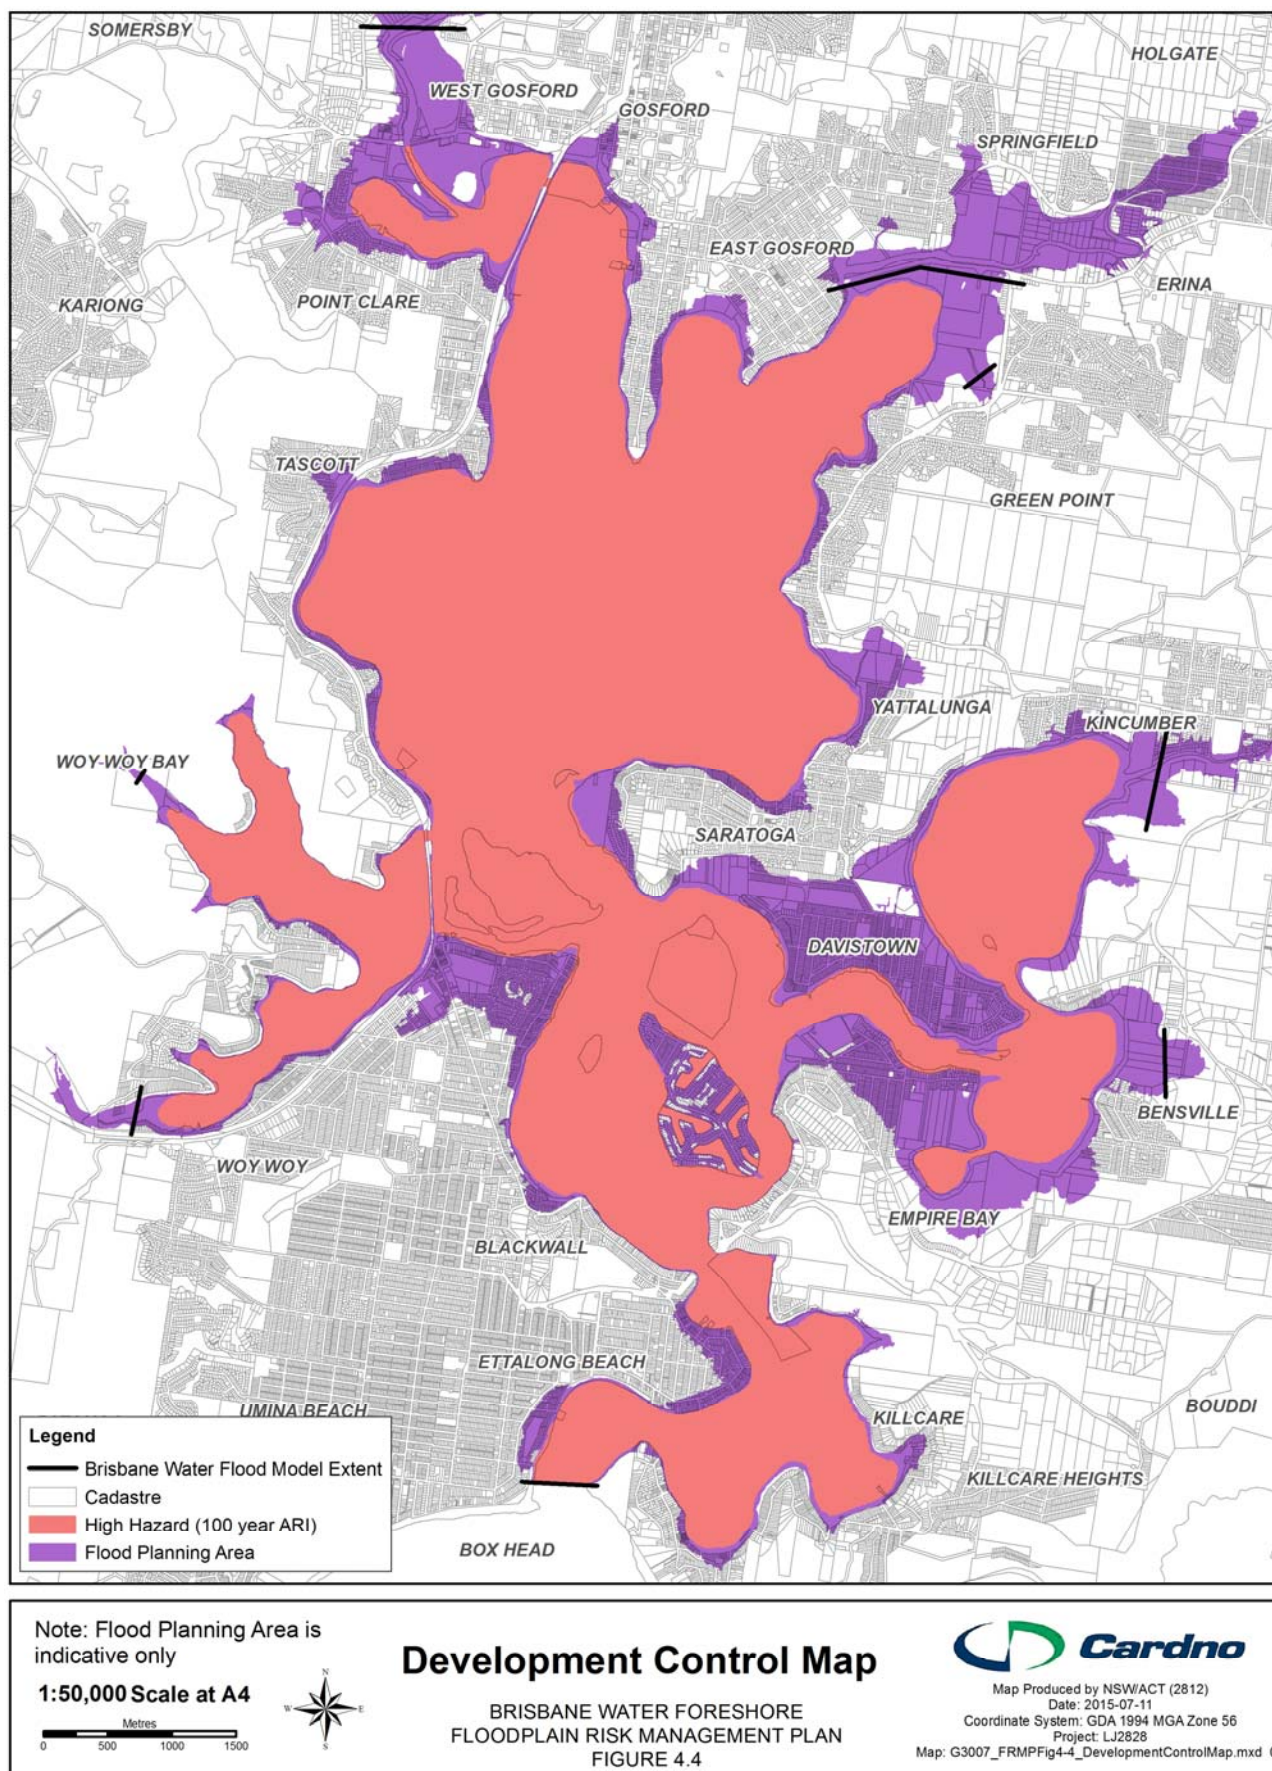 SOMERSBY
HOLGATE
WEST GOSFORD
GOSFORD
SPRINGFIELD
EAST GOSFORD
ERINA
POINT CLARE
KARIONG
TASCOTT
GREEN POINT
YATTALUNGA
KINCUMBER
WOY WOY BAY
SARATOGA
DAVISTOWN
BENSVILLE
WOY WOY
EMPIRE BAY
BLACKWALL
ETTALONG BEACH
BOUDDI
UMINA BEACH
KILLCARE
KILLCARE HEIGHTS
BOX HEAD
Legend
Brisbane Water Flood Model Extent
Cadastre
High Hazard (100 year ARI)
Flood Planning Area
Note: Flood Planning Area is
indicative only
1:50,000 Scale at A4
Metres
0 500 1000 1500
N
W E
S
Development Control Map
BRISBANE WATER FORESHORE
FLOODPLAIN RISK MANAGEMENT PLAN
FIGURE 4.4
Cardno
Map Produced by NSW/ACT (2812)
Date: 2015-07-11
Coordinate System: GDA 1994 MGA Zone 56
Project: LJ2828
Map: G3007_FRMPFig4-4_DevelopmentControlMap.mxd